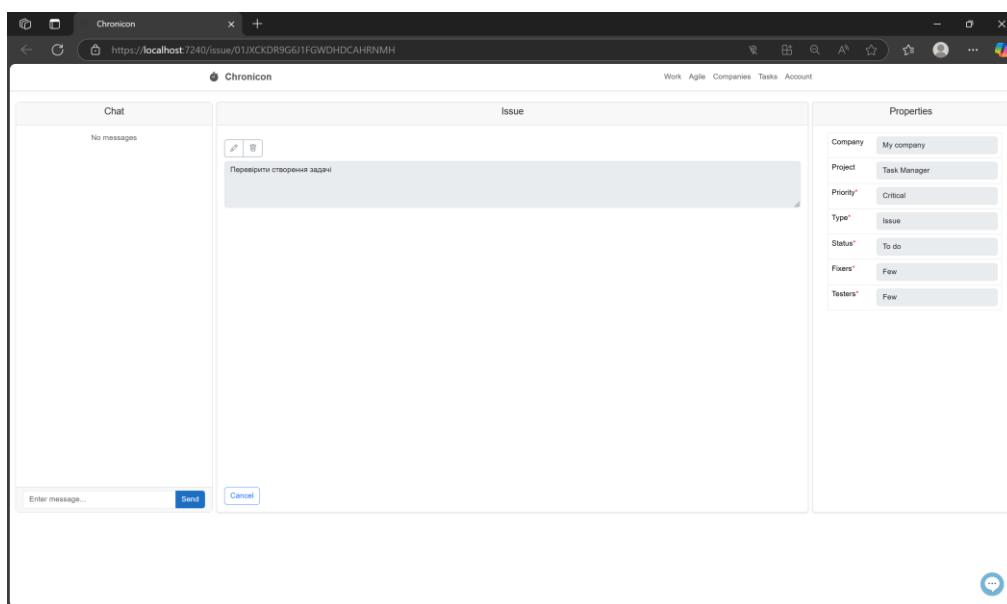 Chronicon
https://localhost:7240/issue/01JXCKDR9G6J1FGWDHDCAHRNMH
Chronicon
Work Agile Companies Tasks Account
Chat
No messages
Enter message...
Send
Issue
Перевірити створення задачі
Cancel
Properties
Company My company
Project Task Manager
Priority* Critical
Type* Issue
Status* To do
Fixers* Few
Testers* Few